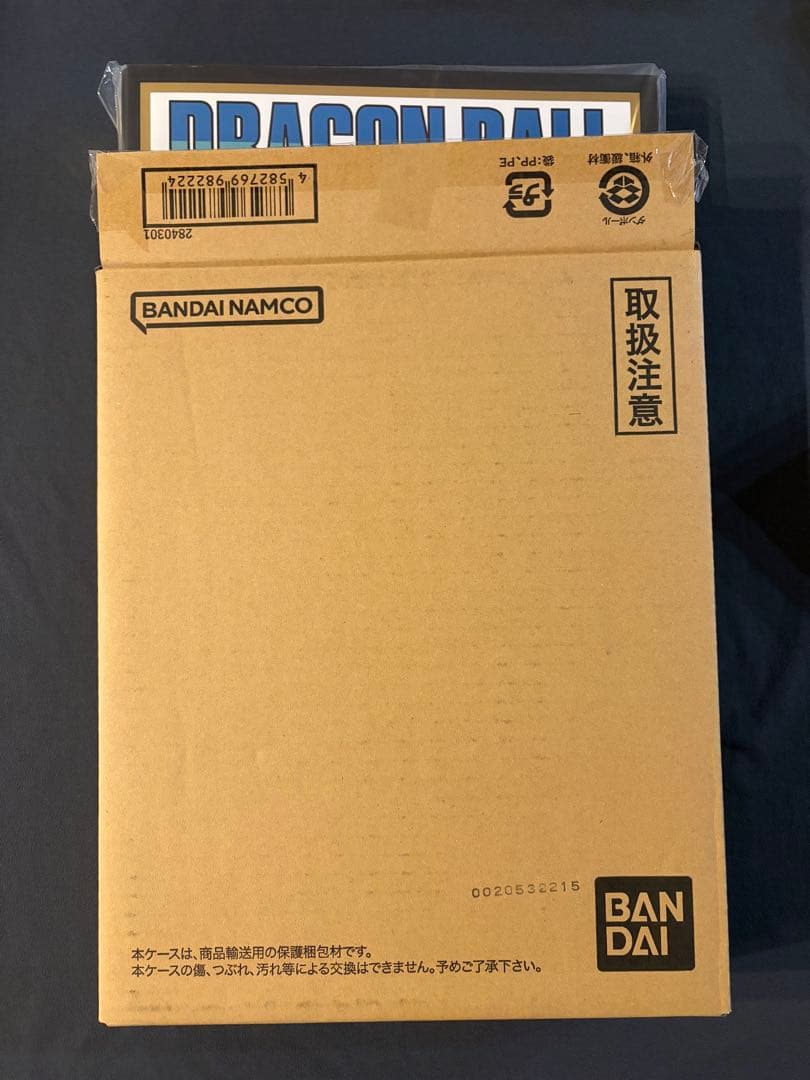 DRAGON BALL
4 582769 982224
2840301
袋:PP、PE
プラ
外箱、緩衝材
ダンボール
BANDAI NAMCO
取扱注意
0020532215
BAN
DAI
本ケースは、商品輸送用の保護梱包材です。
本ケースの傷、つぶれ、汚れ等による交換はできません。予めご了承下さい。